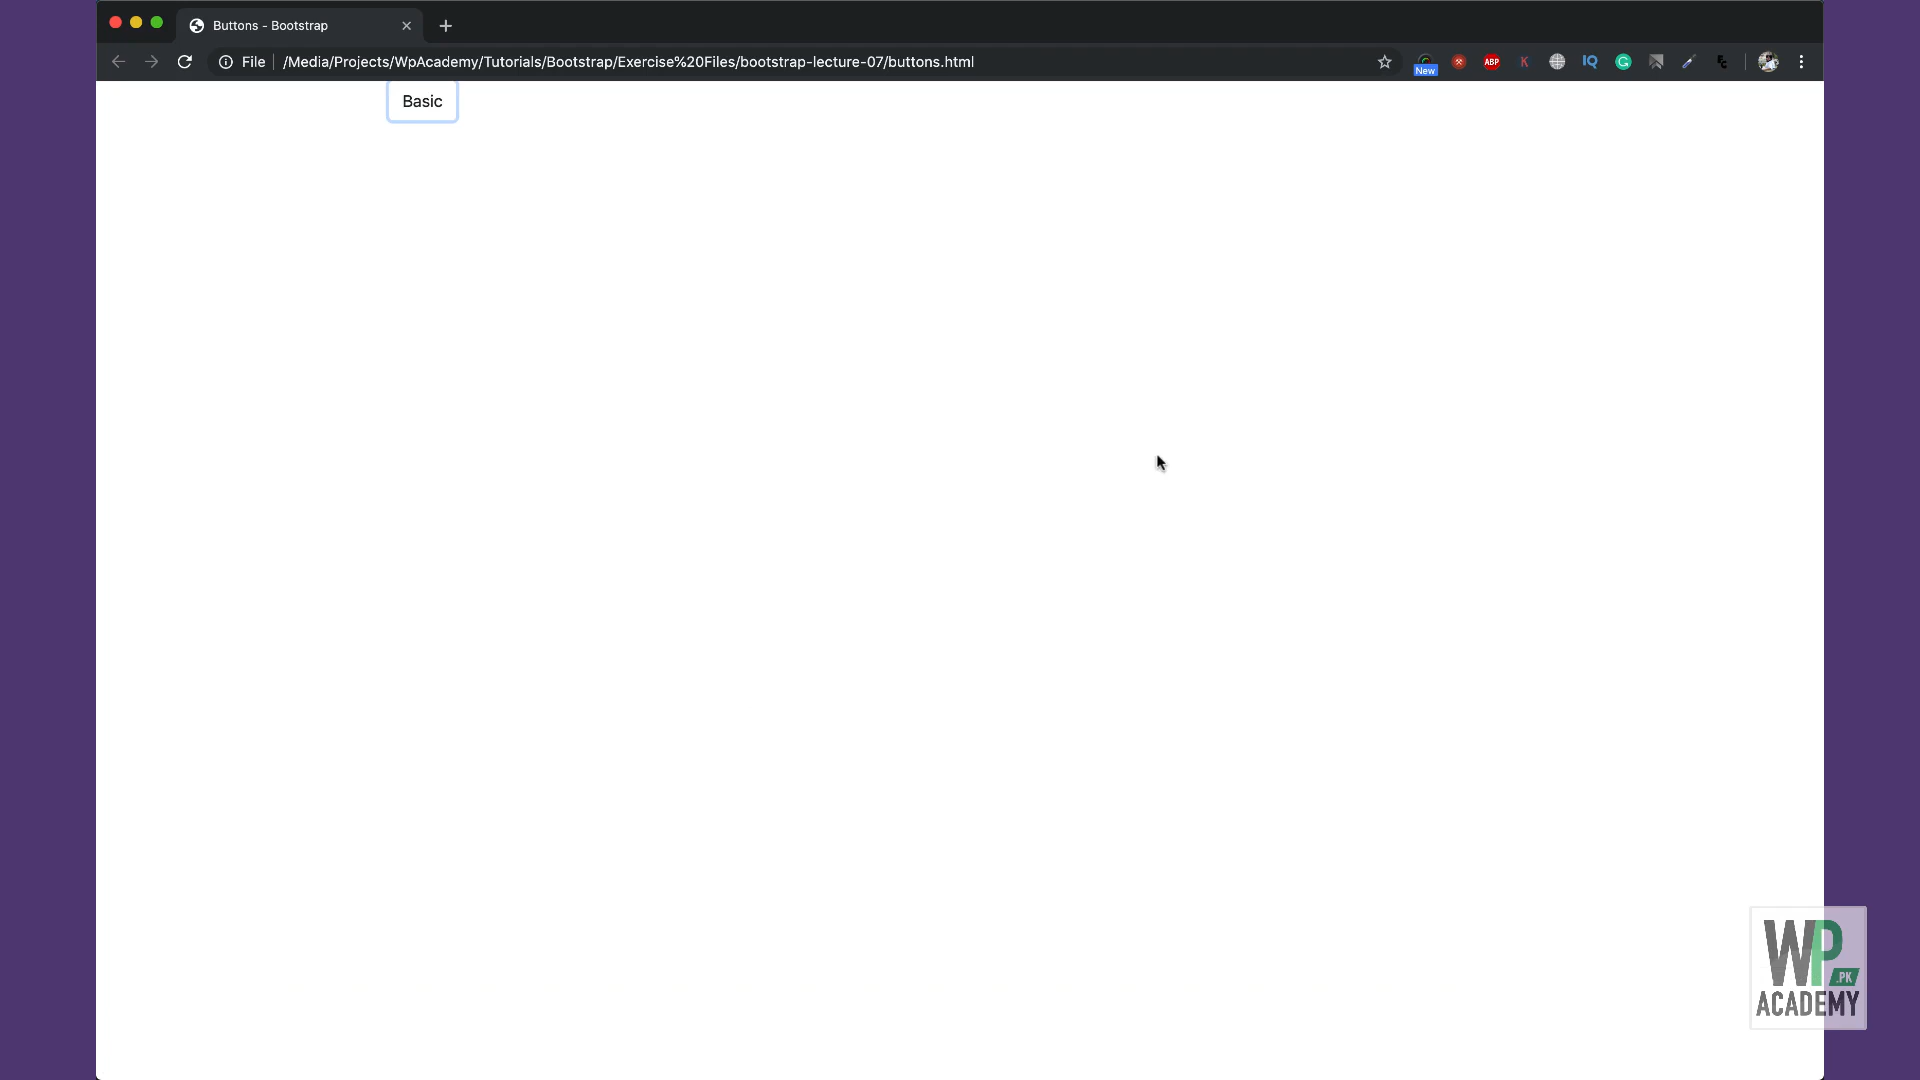 Buttons - Bootstrap
File /Media/Projects/WpAcademy/Tutorials/Bootstrap/Exercise%20Files/bootstrap-lecture-07/buttons.html
New
ABP
K
IQ
Basic
WP
.PK
ACADEMY